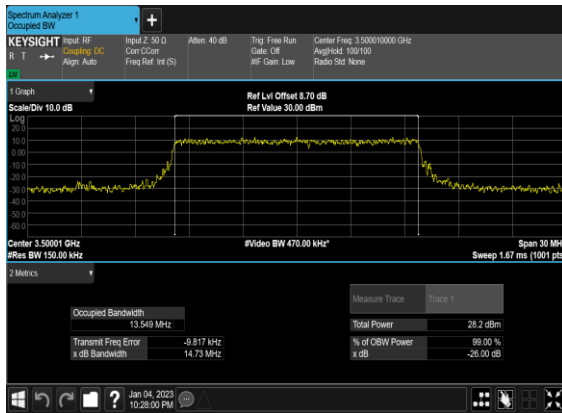 Spectrum Analyzer 1
Occupied BW
KEYSIGHT
R T
Input: RF
Coupling: DC
Align: Auto
Input Z: 50 Ω
Corr CCorr
Freq Ref: Int (S)
Atten: 40 dB
Trig: Free Run
Gate: Off
#IF Gain: Low
Center Freq: 3.500010000 GHz
Avg|Hold: 100/100
Radio Std: None
1 Graph
Scale/Div 10.0 dB
Ref Lvl Offset 8.70 dB
Ref Value 30.00 dBm
Log
20.0
10.0
0.00
-10.0
-20.0
-30.0
-40.0
-50.0
-60.0
Center 3.50001 GHz
#Video BW 470.00 kHz*
Span 30 MH
#Res BW 150.00 kHz
Sweep 1.67 ms (1001 pts
2 Metrics
Measure Trace
Trace 1
Occupied Bandwidth
13.549 MHz
Total Power
28.2 dBm
Transmit Freq Error
-9.817 kHz
% of OBW Power
99.00 %
x dB Bandwidth
14.73 MHz
x dB
-26.00 dB
?
Jan 04, 2023
10:28:00 PM